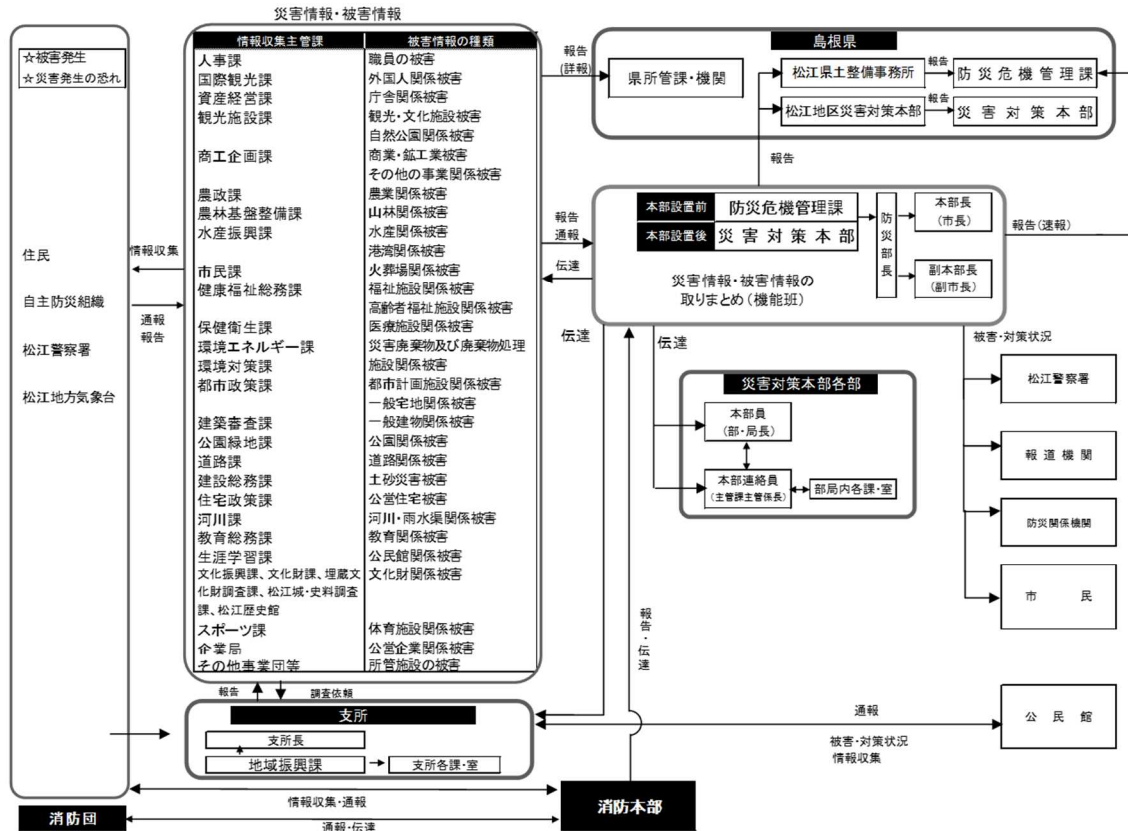 災害情報・被害情報
☆被害発生
☆災害発生の恐れ
住民
自主防災組織
松江警察署
松江地方気象台
消防団
情報収集
通報
報告
情報収集主管課 被害情報の種類
人事課 職員の被害
国際観光課 外国人関係被害
資産経営課 庁舎関係被害
観光施設課 観光・文化施設被害
自然公園関係被害
商工企画課 商業・鉱工業被害
その他の事業関係被害
農政課 農業関係被害
農林基盤整備課 山林関係被害
水産振興課 水産関係被害
港湾関係被害
市民課 火葬場関係被害
健康福祉総務課 福祉施設関係被害
高齢者福祉施設関係被害
保健衛生課 医療施設関係被害
環境エネルギー課 災害廃棄物及び廃棄物処理
環境対策課 施設関係被害
都市政策課 都市計画施設関係被害
一般宅地関係被害
建築審査課 一般建物関係被害
公園緑地課 公園関係被害
道路課 道路関係被害
建設総務課 土砂災害被害
住宅政策課 公営住宅被害
河川課 河川・雨水渠関係被害
教育総務課 教育関係被害
生涯学習課 公民館関係被害
文化振興課、文化財課、埋蔵文 文化財関係被害
化財調査課、松江城・史料調査
課、松江歴史館
スポーツ課 体育施設関係被害
企業局 公営企業関係被害
その他事業団等 所管施設の被害
報告
調査依頼
支所
支所長
地域振興課
支所各課・室
情報収集・通報
通報・伝達
消防本部
報告
(詳報)
島根県
県所管課・機関
松江県土整備事務所
報告
防災危機管理課
松江地区災害対策本部
報告
災害対策本部
報告
報告
通報
伝達
本部設置前 防災危機管理課
本部設置後 災害対策本部
防災部長
本部長
(市長)
副本部長
(副市長)
災害情報・被害情報の
取りまとめ(機能班)
報告(速報)
伝達
伝達
被害・対策状況
災害対策本部各部
本部員
(部・局長)
本部連絡員
(主管課主管係長)
部局内各課・室
松江警察署
報道機関
防災関係機関
市民
報告・伝達
通報
被害・対策状況
情報収集
公民館